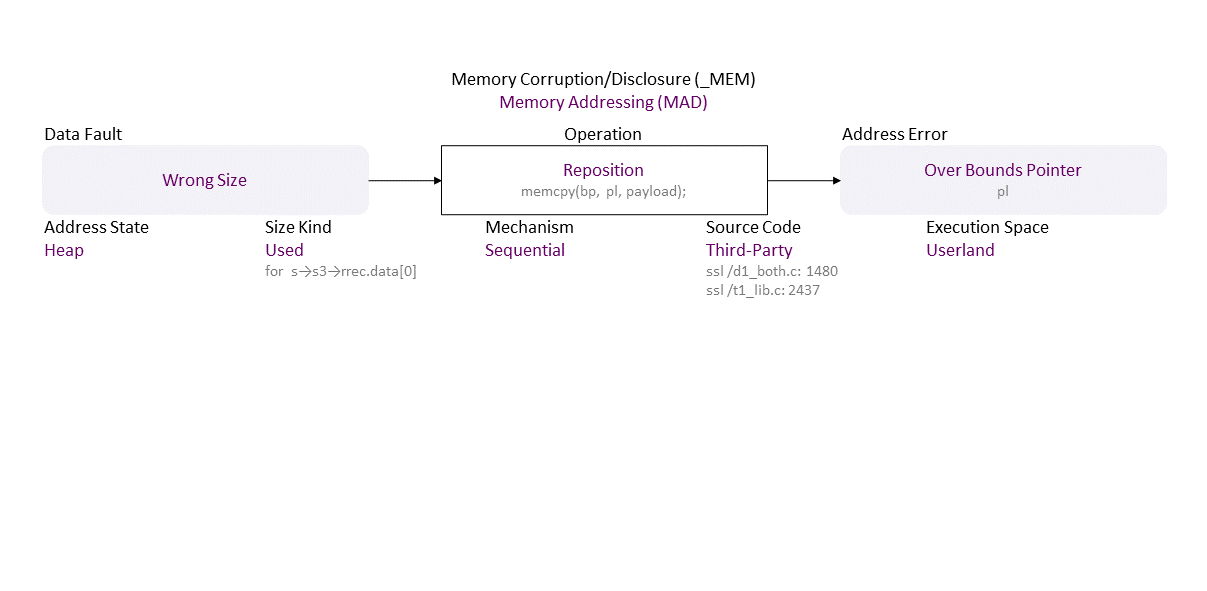 Memory Corruption/Disclosure (_MEM)
Memory Addressing (MAD)
Data Fault
Operation
Address Error
Wrong Size
Reposition
memcpy(bp, pl, payload);
Over Bounds Pointer
pl
Address State
Heap
Size Kind
Used
for s→s3→rrec.data[0]
Mechanism
Sequential
Source Code
Third-Party
ssl /d1_both.c: 1480
ssl /t1_lib.c: 2437
Execution Space
Userland